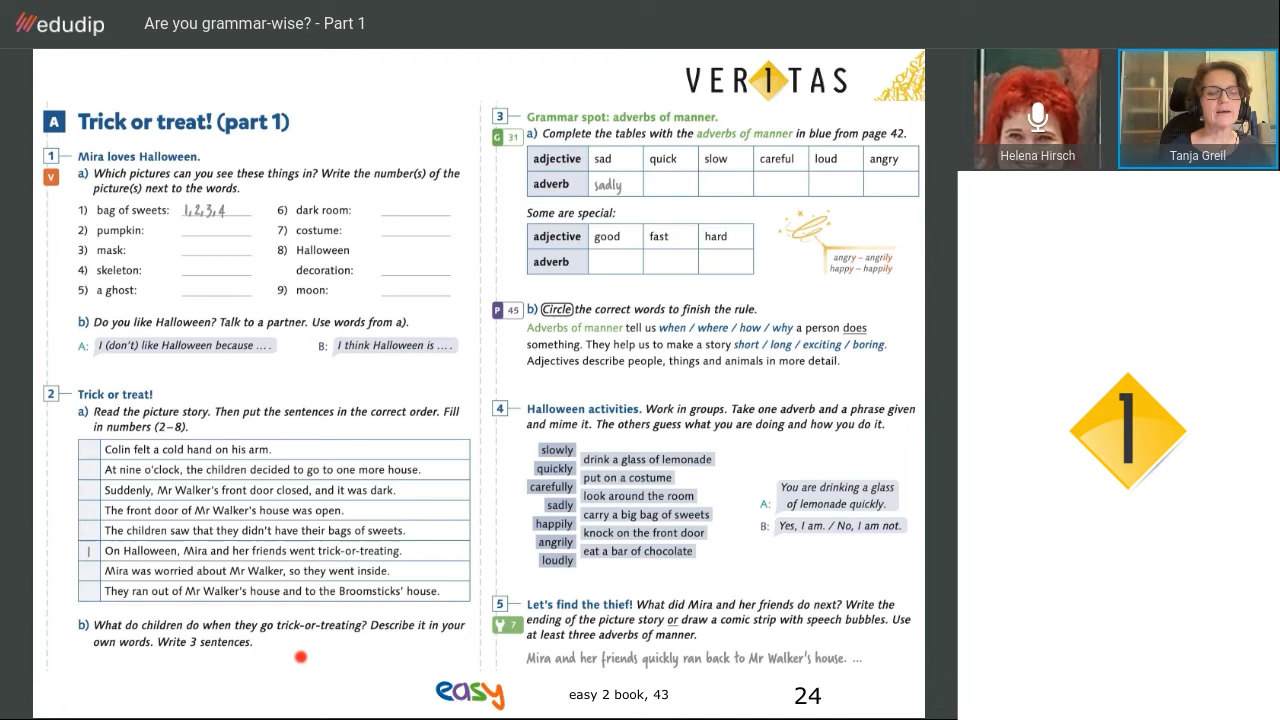 edudip
Are you grammar-wise? - Part 1
VERITAS
A Trick or treat! (part 1)
1 Mira loves Halloween.
V a) Which pictures can you see these things in? Write the number(s) of the
picture(s) next to the words.
1) bag of sweets: 1,2,3,4
2) pumpkin:
3) mask:
4) skeleton:
5) a ghost:
6) dark room:
7) costume:
8) Halloween
decoration:
9) moon:
b) Do you like Halloween? Talk to a partner. Use words from a).
A: I (don't) like Halloween because ... .
B: I think Halloween is ... .
2 Trick or treat!
a) Read the picture story. Then put the sentences in the correct order. Fill
in numbers (2–8).
Colin felt a cold hand on his arm.
At nine o'clock, the children decided to go to one more house.
Suddenly, Mr Walker's front door closed, and it was dark.
The front door of Mr Walker's house was open.
The children saw that they didn't have their bags of sweets.
1 On Halloween, Mira and her friends went trick-or-treating.
Mira was worried about Mr Walker, so they went inside.
They ran out of Mr Walker's house and to the Broomsticks' house.
b) What do children do when they go trick-or-treating? Describe it in your
own words. Write 3 sentences.
3 Grammar spot: adverbs of manner.
G 31 a) Complete the tables with the adverbs of manner in blue from page 42.
adjective sad quick slow careful loud angry
adverb sadly
Some are special:
adjective good fast hard
adverb
angry – angrily
happy – happily
P 45 b) Circle the correct words to finish the rule.
Adverbs of manner tell us when / where / how / why a person does
something. They help us to make a story short / long / exciting / boring.
Adjectives describe people, things and animals in more detail.
4 Halloween activities. Work in groups. Take one adverb and a phrase given
and mime it. The others guess what you are doing and how you do it.
slowly
quickly
carefully
sadly
happily
angrily
loudly
drink a glass of lemonade
put on a costume
look around the room
carry a big bag of sweets
knock on the front door
eat a bar of chocolate
A: You are drinking a glass
of lemonade quickly.
B: Yes, I am. / No, I am not.
5 Let's find the thief! What did Mira and her friends do next? Write the
7 ending of the picture story or draw a comic strip with speech bubbles. Use
at least three adverbs of manner.
Mira and her friends quickly ran back to Mr Walker's house. ...
easy
easy 2 book, 43
24
Helena Hirsch
Tanja Greil
1